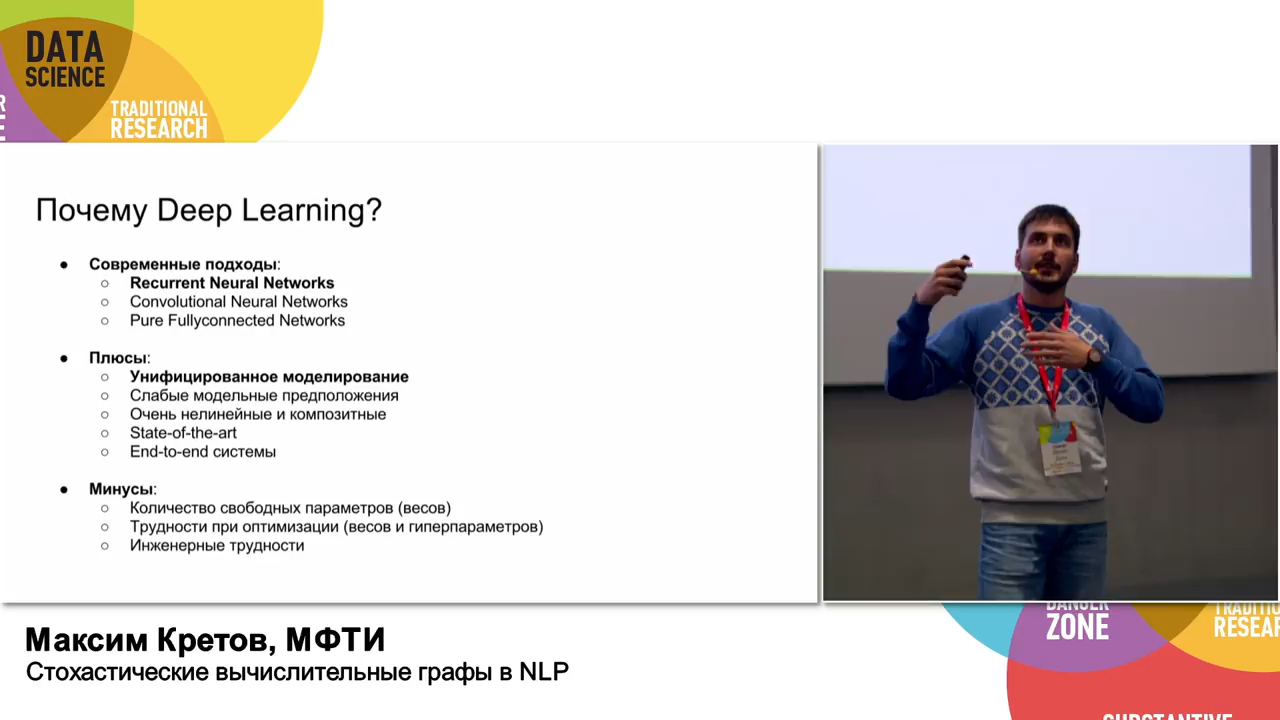 DATA
SCIENCE
TRADITIONAL
RESEARCH
Почему Deep Learning?
Современные подходы:
Recurrent Neural Networks
Convolutional Neural Networks
Pure Fullyconnected Networks
Плюсы:
Унифицированное моделирование
Слабые модельные предположения
Очень нелинейные и композитные
State-of-the-art
End-to-end системы
Минусы:
Количество свободных параметров (весов)
Трудности при оптимизации (весов и гиперпараметров)
Инженерные трудности
Максим Кретов, МФТИ
Стохастические вычислительные графы в NLP
DANGER
ZONE
TRADITI
RESEAR
SUBSTANTIVE